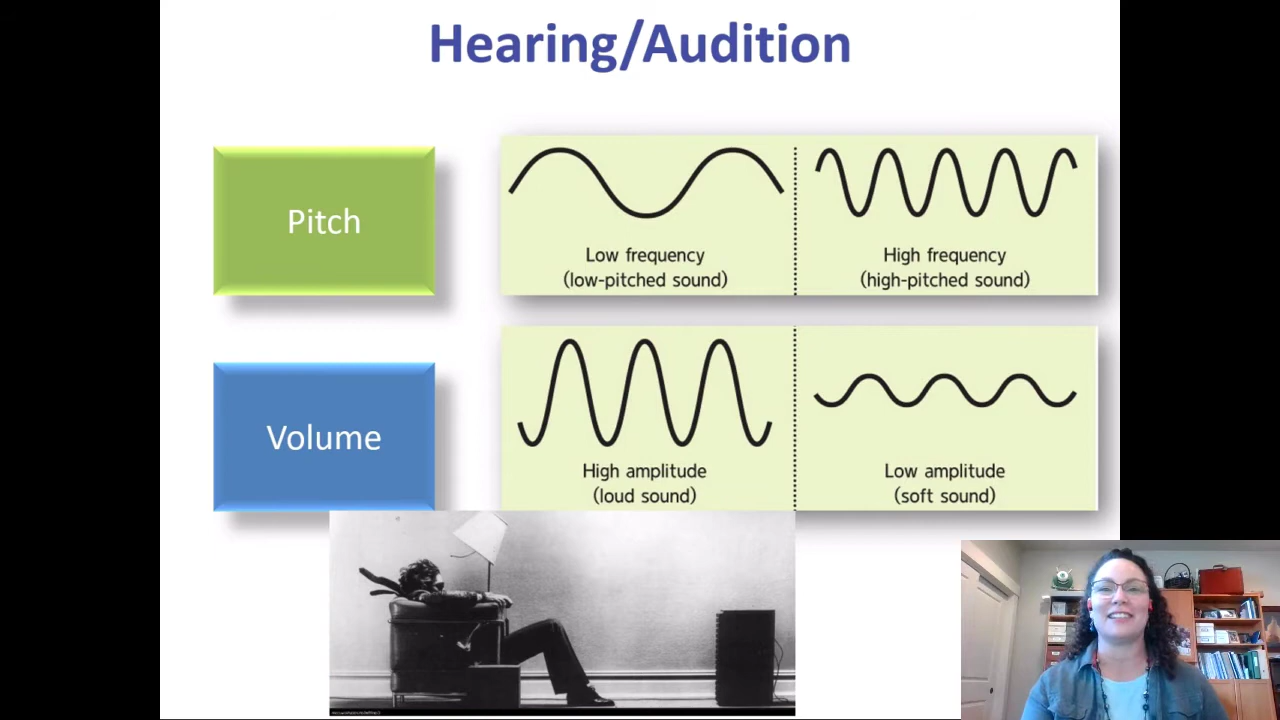 Hearing/Audition
Pitch
Low frequency
(low-pitched sound)
High frequency
(high-pitched sound)
Volume
High amplitude
(loud sound)
Low amplitude
(soft sound)